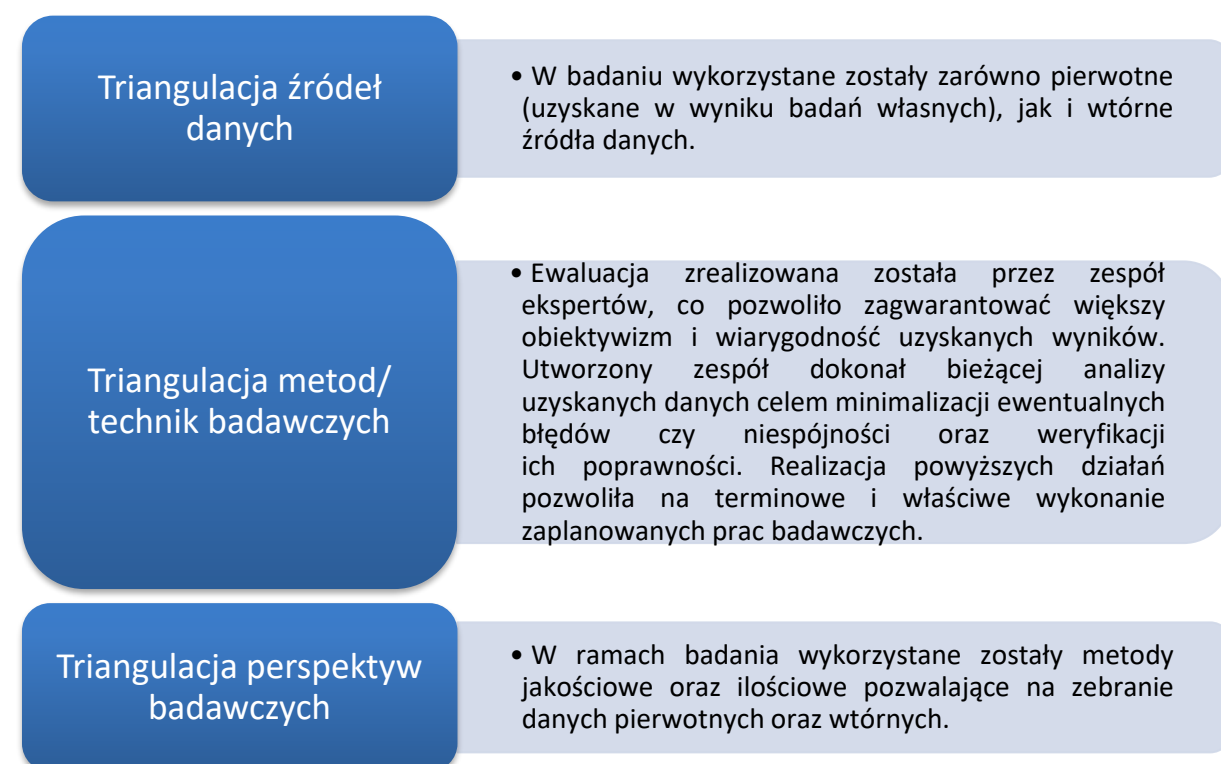 Triangulacja źródeł
danych
• W badaniu wykorzystane zostały zarówno pierwotne
(uzyskane w wyniku badań własnych), jak i wtórne
źródła danych.
Triangulacja metod/
technik badawczych
• Ewaluacja zrealizowana została przez zespół
ekspertów, co pozwoliło zagwarantować większy
obiektywizm i wiarygodność uzyskanych wyników.
Utworzony zespół dokonał bieżącej analizy
uzyskanych danych celem minimalizacji ewentualnych
błędów czy niespójności oraz weryfikacji
ich poprawności. Realizacja powyższych działań
pozwoliła na terminowe i właściwe wykonanie
zaplanowanych prac badawczych.
Triangulacja perspektyw
badawczych
• W ramach badania wykorzystane zostały metody
jakościowe oraz ilościowe pozwalające na zebranie
danych pierwotnych oraz wtórnych.